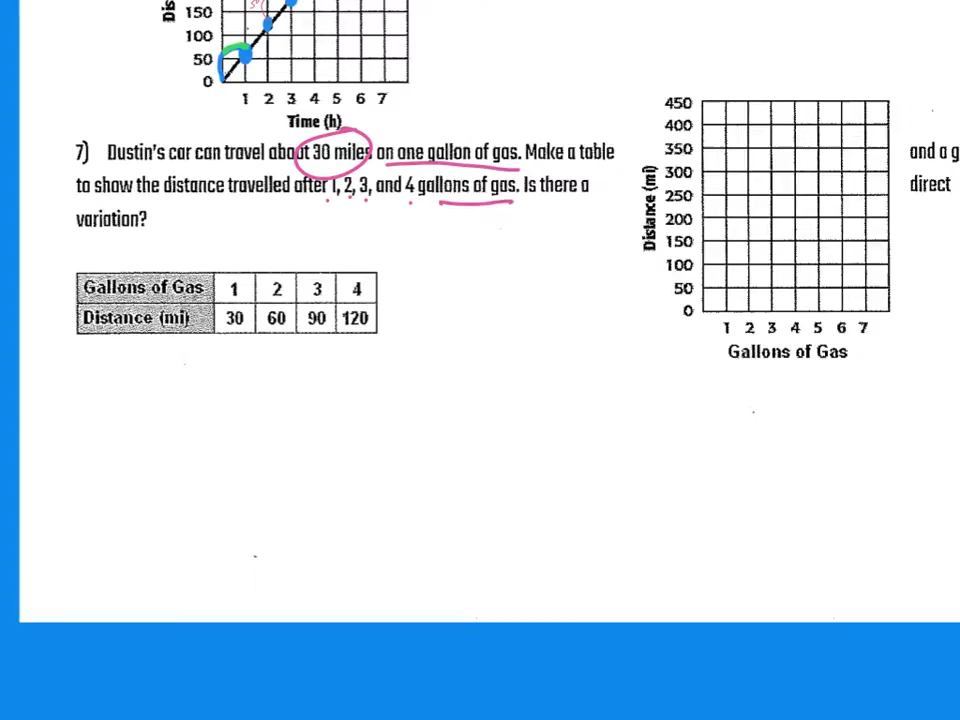 150
100
50
0
1 2 3 4 5 6 7
Time (h)
7) Dustin's car can travel about 30 miles on one gallon of gas. Make a table
to show the distance travelled after 1, 2, 3, and 4 gallons of gas. Is there a
variation?
and a g
direct
Gallons of Gas 1 2 3 4
Distance (mi) 30 60 90 120
450
400
350
300
250
200
150
100
50
0
Distance (mi)
1 2 3 4 5 6 7
Gallons of Gas